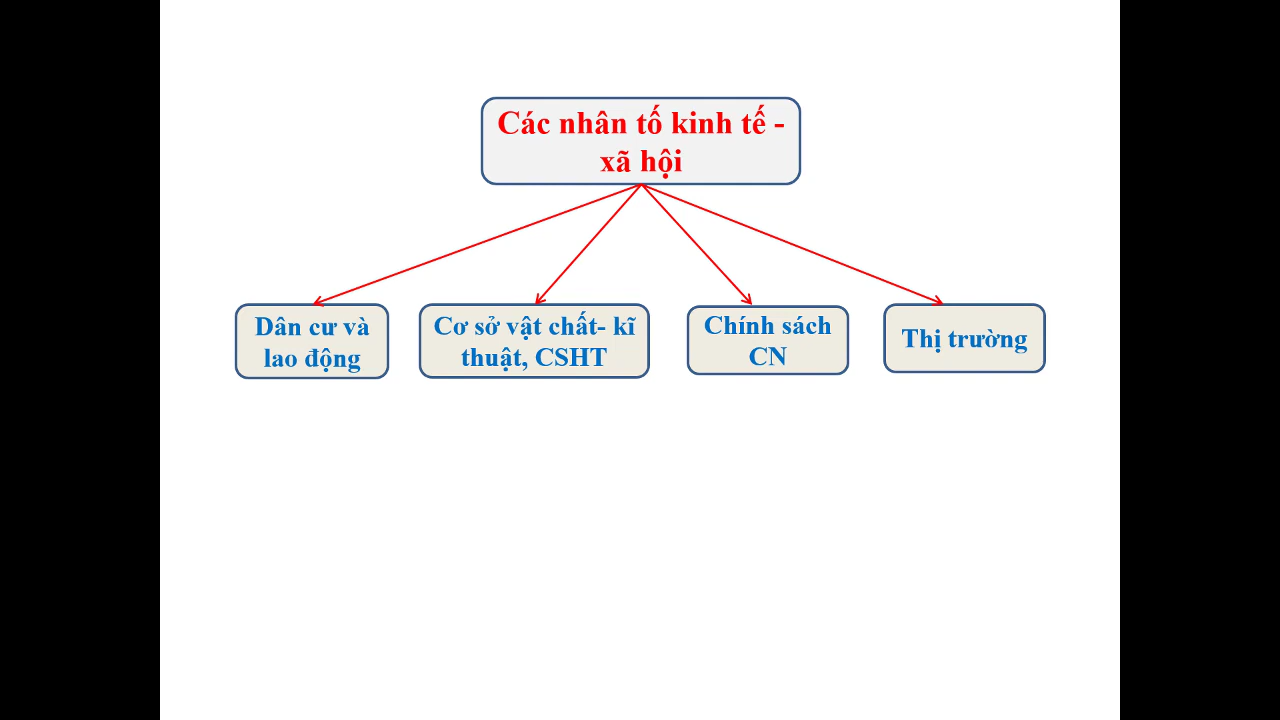 Các nhân tố kinh tế -
xã hội
Dân cư và
lao động
Cơ sở vật chất- kĩ
thuật, CSHT
Chính sách
CN
Thị trường